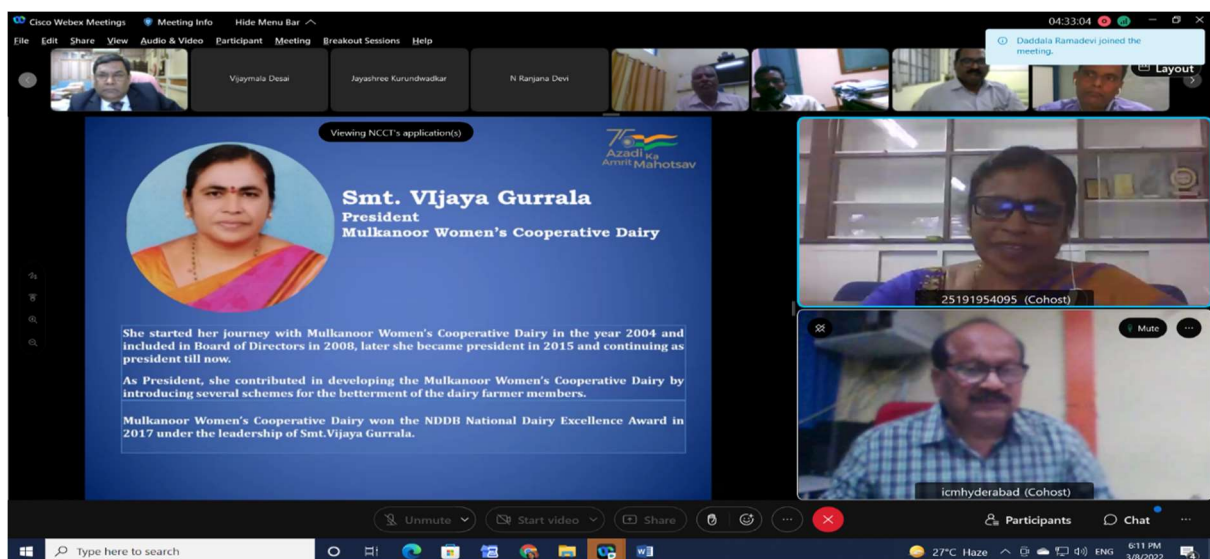 Cisco Webex Meetings Meeting Info Hide Menu Bar 04:33:04
File Edit Share View Audio & Video Participant Meeting Breakout Sessions Help
Daddala Ramadevi joined the
meeting.
Layout
Vijaymala Desai
Jayashree Kurundwadkar
N Ranjana Devi
Viewing NCCT's application(s)
75
Azadi Ka
Amrit Mahotsav
Smt. VIjaya Gurrala
President
Mulkanoor Women's Cooperative Dairy
She started her journey with Mulkanoor Women's Cooperative Dairy in the year 2004 and
included in Board of Directors in 2008, later she became president in 2015 and continuing as
president till now.
As President, she contributed in developing the Mulkanoor Women's Cooperative Dairy by
introducing several schemes for the betterment of the dairy farmer members.
Mulkanoor Women's Cooperative Dairy won the NDDB National Dairy Excellence Award in
2017 under the leadership of Smt.Vijaya Gurrala.
25191954095 (Cohost)
Mute
icmhyderabad (Cohost)
Unmute Start video Share Participants Chat
Type here to search 27°C Haze ENG 6:11 PM
3/8/2022